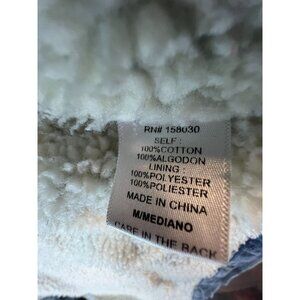 RN# 158030
SELF :
100%COTTON
100%ALGODON
LINING :
100%POLYESTER
100%POLIESTER
MADE IN CHINA
M/MEDIANO
CARE IN THE BACK